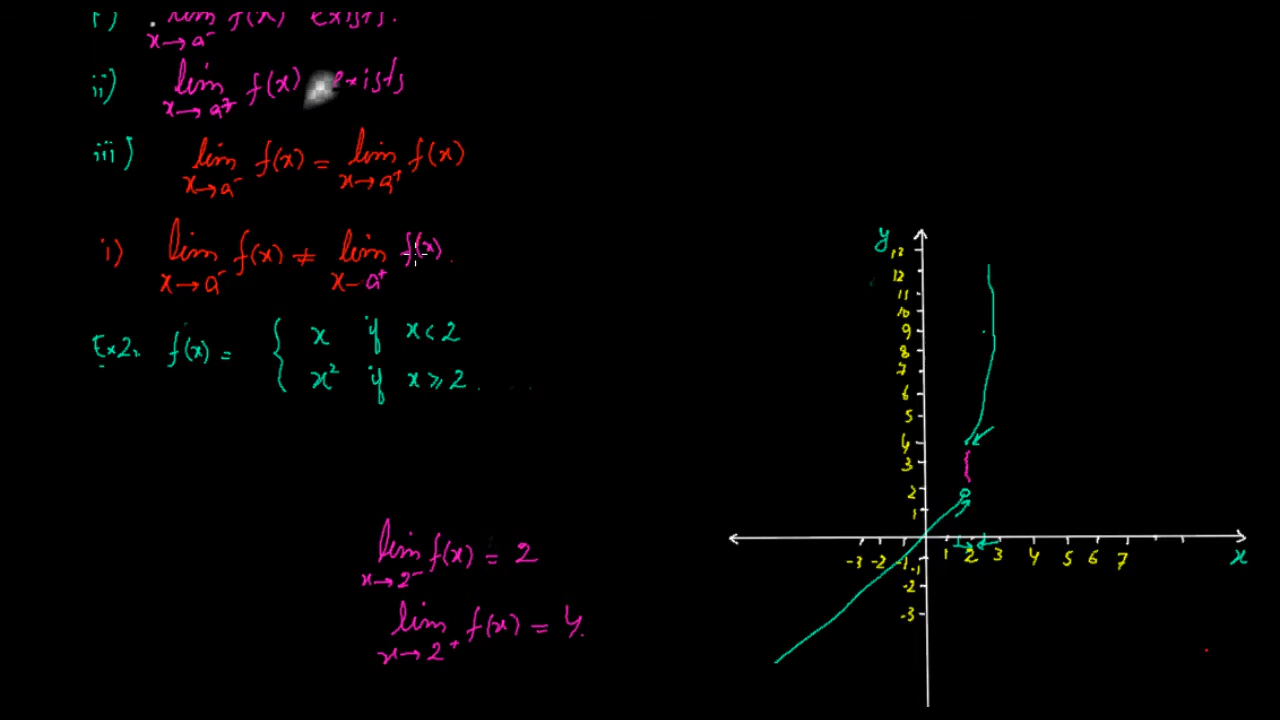 i) lim f(x) exists.
x→a⁻
ii) lim f(x) exists
x→a⁺
iii) lim f(x) = lim f(x)
x→a⁻ x→a⁺
i) lim f(x) ≠ lim f(x).
x→a⁻ x→a⁺
Ex2: f(x) = { x if x<2
x² if x⩾2.
lim f(x) = 2
x→2⁻
lim f(x) = 4.
x→2⁺
y
12
12
11
10
9
8
7
6
5
4
3
2
1
-3 -2 -1 1 2 3 4 5 6 7 x
-1
-2
-3